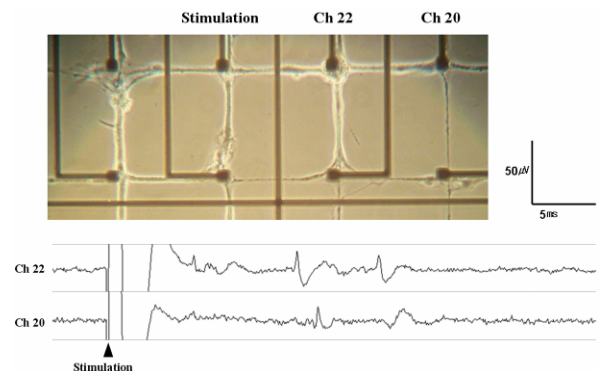 Stimulation Ch 22 Ch 20
50μV
5ms
Ch 22
Ch 20
Stimulation